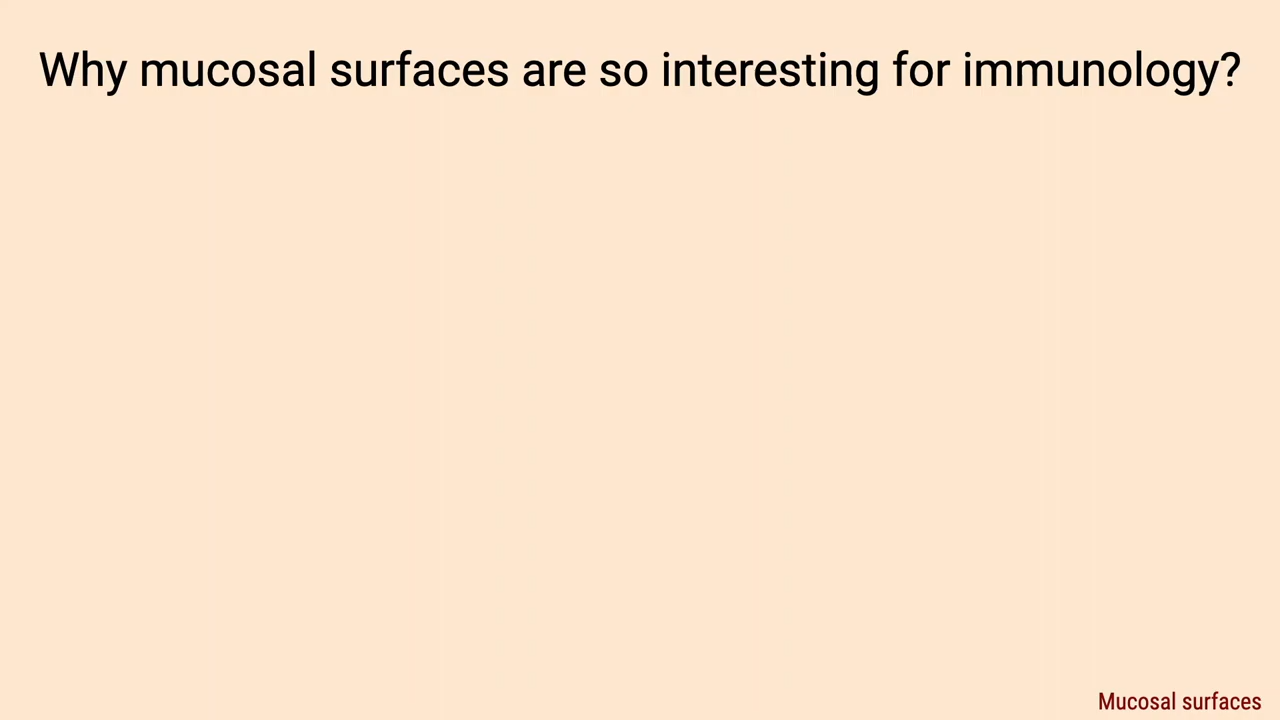 Why mucosal surfaces are so interesting for immunology?
Mucosal surfaces